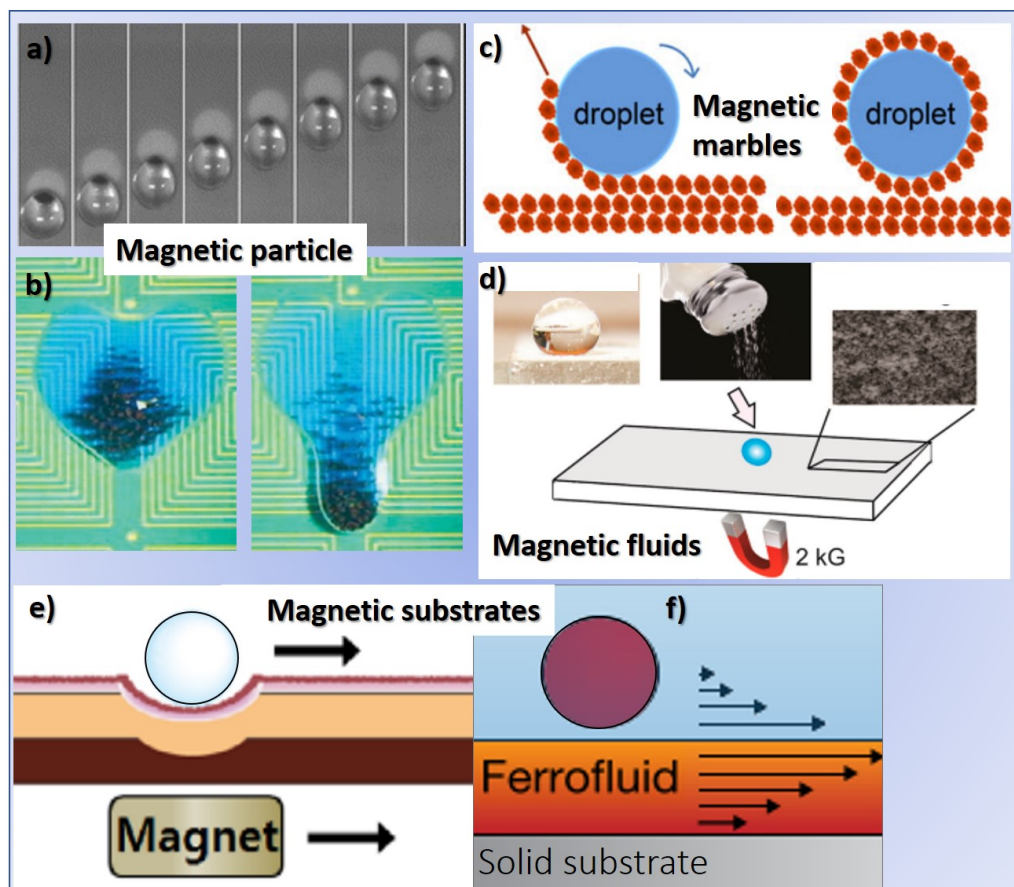 a)
Magnetic particle
b)
c)
droplet
Magnetic
marbles
droplet
d)
Magnetic fluids
2 kG
e)
Magnetic substrates
Magnet
f)
Ferrofluid
Solid substrate